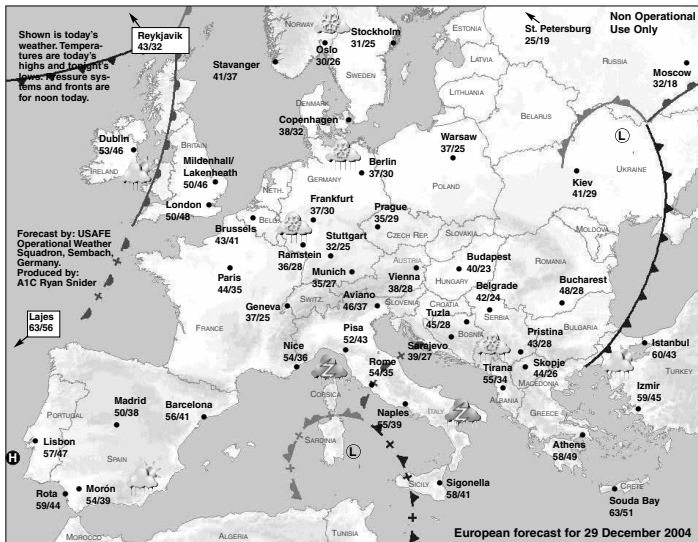 Shown is today's
weather. Tempera-
tures are today's
highs and tonight's
lows. Pressure sys-
tems and fronts are
for noon today.
Reykjavik
43/32
NORWAY
Oslo
30/26
Stockholm
31/25
Stavanger
41/37
SWEDEN
ESTONIA
St. Petersburg
25/19
Non Operational
Use Only
LATVIA
RUSSIA
Moscow
32/18
LITHUANIA
DENMARK
Copenhagen
38/32
BELARUS
Dublin
53/46
BRITAIN
IRELAND
Mildenhall/
Lakenheath
50/46
London
50/48
Warsaw
37/25
POLAND
Berlin
37/30
GERMANY
NETH.
L
UKRAINE
Kiev
41/29
Forecast by: USAFE
Operational Weather
Squadron, Sembach,
Germany.
Produced by:
A1C Ryan Snider
Brussels
43/41
BELG.
Frankfurt
37/30
Prague
35/29
CZECH REP.
SLOVAKIA
Stuttgart
32/25
Ramstein
36/28
Munich
35/27
AUSTRIA
Vienna
38/28
Budapest
40/23
HUNGARY
MOLDOVA
ROMANIA
Paris
44/35
FRANCE
Geneva
37/25
SWITZ.
Aviano
46/37
SLOVENIA
CROATIA
Belgrade
42/24
SERBIA
Bucharest
48/28
BULGARIA
Lajes
63/56
Tuzla
45/28
BOSNIA
Sarajevo
39/27
Pristina
43/28
Skopje
44/26
MACEDONIA
Istanbul
60/43
TURKEY
Pisa
52/43
Nice
54/36
Rome
54/35
CORSICA
ITALY
Tirana
55/34
ALBANIA
GREECE
Izmir
59/45
Naples
55/39
PORTUGAL
Madrid
50/38
Barcelona
56/41
SPAIN
Lisbon
57/47
H
Rota
59/44
Morón
54/39
SARDINIA
L
SICILY
Sigonella
58/41
Athens
58/49
CRETE
Souda Bay
63/51
MOROCCO
ALGERIA
TUNISIA
European forecast for 29 December 2004